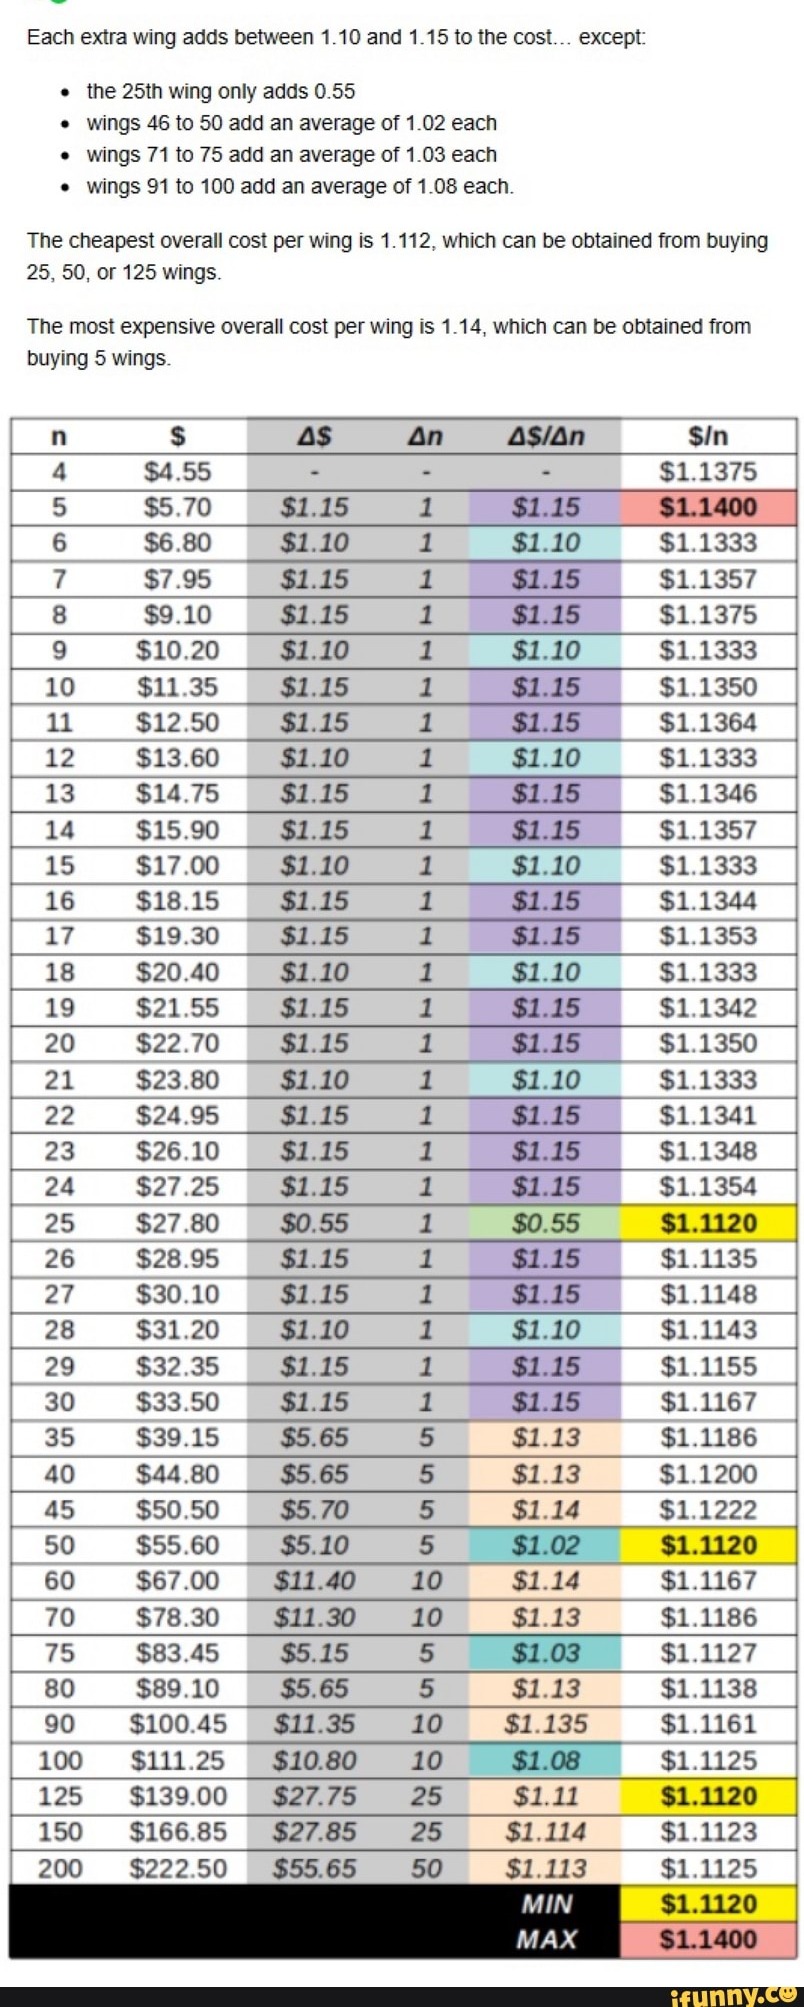 Each extra wing adds between 1.10 and 1.15 to the cost... except:
• the 25th wing only adds 0.55
• wings 46 to 50 add an average of 1.02 each
• wings 71 to 75 add an average of 1.03 each
• wings 91 to 100 add an average of 1.08 each.
The cheapest overall cost per wing is 1.112, which can be obtained from buying
25, 50, or 125 wings.
The most expensive overall cost per wing is 1.14, which can be obtained from
buying 5 wings.
n $ Δ$ Δn Δ$/Δn $/n
4 $4.55 - - - $1.1375
5 $5.70 $1.15 1 $1.15 $1.1400
6 $6.80 $1.10 1 $1.10 $1.1333
7 $7.95 $1.15 1 $1.15 $1.1357
8 $9.10 $1.15 1 $1.15 $1.1375
9 $10.20 $1.10 1 $1.10 $1.1333
10 $11.35 $1.15 1 $1.15 $1.1350
11 $12.50 $1.15 1 $1.15 $1.1364
12 $13.60 $1.10 1 $1.10 $1.1333
13 $14.75 $1.15 1 $1.15 $1.1346
14 $15.90 $1.15 1 $1.15 $1.1357
15 $17.00 $1.10 1 $1.10 $1.1333
16 $18.15 $1.15 1 $1.15 $1.1344
17 $19.30 $1.15 1 $1.15 $1.1353
18 $20.40 $1.10 1 $1.10 $1.1333
19 $21.55 $1.15 1 $1.15 $1.1342
20 $22.70 $1.15 1 $1.15 $1.1350
21 $23.80 $1.10 1 $1.10 $1.1333
22 $24.95 $1.15 1 $1.15 $1.1341
23 $26.10 $1.15 1 $1.15 $1.1348
24 $27.25 $1.15 1 $1.15 $1.1354
25 $27.80 $0.55 1 $0.55 $1.1120
26 $28.95 $1.15 1 $1.15 $1.1135
27 $30.10 $1.15 1 $1.15 $1.1148
28 $31.20 $1.10 1 $1.10 $1.1143
29 $32.35 $1.15 1 $1.15 $1.1155
30 $33.50 $1.15 1 $1.15 $1.1167
35 $39.15 $5.65 5 $1.13 $1.1186
40 $44.80 $5.65 5 $1.13 $1.1200
45 $50.50 $5.70 5 $1.14 $1.1222
50 $55.60 $5.10 5 $1.02 $1.1120
60 $67.00 $11.40 10 $1.14 $1.1167
70 $78.30 $11.30 10 $1.13 $1.1186
75 $83.45 $5.15 5 $1.03 $1.1127
80 $89.10 $5.65 5 $1.13 $1.1138
90 $100.45 $11.35 10 $1.135 $1.1161
100 $111.25 $10.80 10 $1.08 $1.1125
125 $139.00 $27.75 25 $1.11 $1.1120
150 $166.85 $27.85 25 $1.114 $1.1123
200 $222.50 $55.65 50 $1.113 $1.1125
MIN $1.1120
MAX $1.1400
ifunny.co